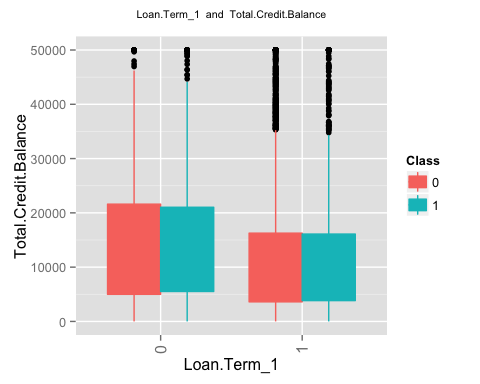 Loan.Term_1 and Total.Credit.Balance
50000
40000
30000
20000
10000
0
Total.Credit.Balance
0
1
Loan.Term_1
Class
0
1